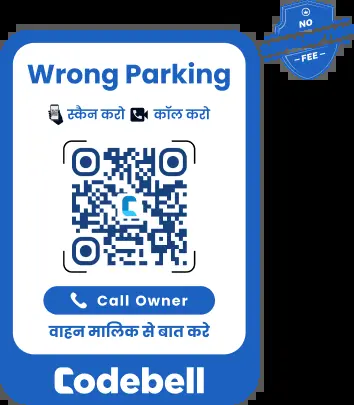 NO
FEE
Wrong Parking
स्कैन करो कॉल करो
Call Owner
वाहन मालिक से बात करे
Codebell